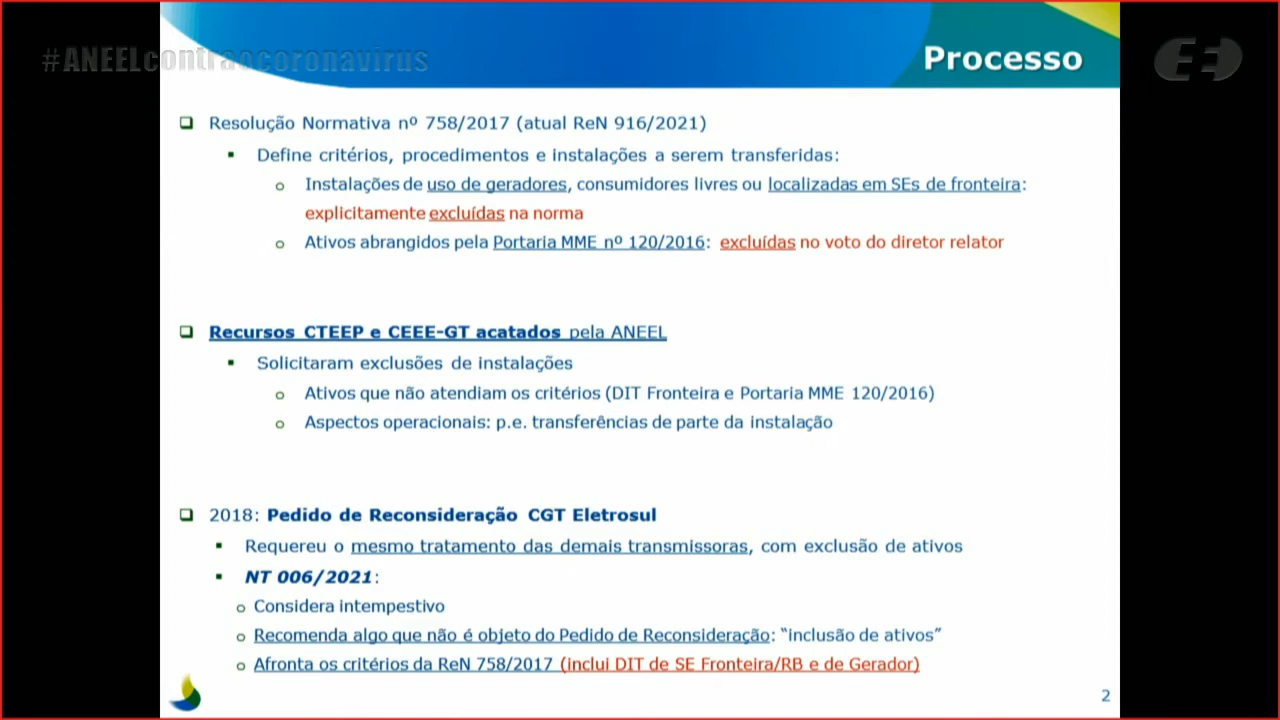 #ANEELcontraocoronavirus
Processo
Resolução Normativa nº 758/2017 (atual ReN 916/2021)
Define critérios, procedimentos e instalações a serem transferidas:
Instalações de uso de geradores, consumidores livres ou localizadas em SEs de fronteira:
explicitamente excluídas na norma
Ativos abrangidos pela Portaria MME nº 120/2016: excluídas no voto do diretor relator
Recursos CTEEP e CEEE-GT acatados pela ANEEL
Solicitaram exclusões de instalações
Ativos que não atendiam os critérios (DIT Fronteira e Portaria MME 120/2016)
Aspectos operacionais: p.e. transferências de parte da instalação
2018: Pedido de Reconsideração CGT Eletrosul
Requereu o mesmo tratamento das demais transmissoras, com exclusão de ativos
NT 006/2021:
Considera intempestivo
Recomenda algo que não é objeto do Pedido de Reconsideração: “inclusão de ativos”
Afronta os critérios da ReN 758/2017 (inclui DIT de SE Fronteira/RB e de Gerador)
2